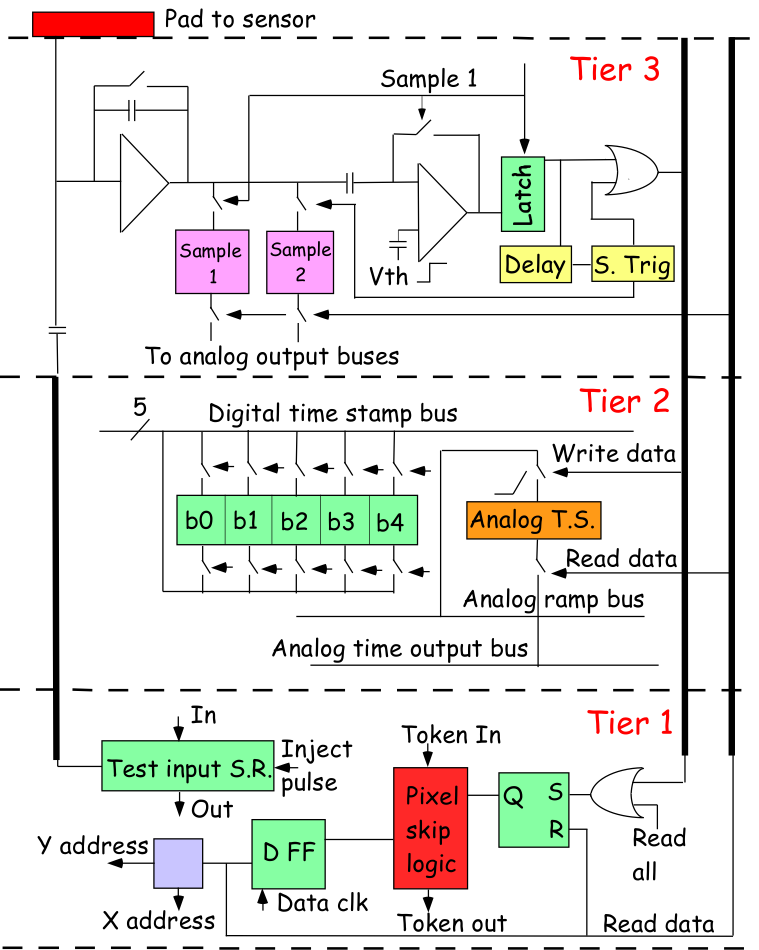 Pad to sensor
Tier 3
Sample 1
Latch
Sample
1
Sample
2
Vth
Delay
S. Trig
To analog output buses
Tier 2
5
Digital time stamp bus
Write data
b0 b1 b2 b3 b4
Analog T.S.
Read data
Analog ramp bus
Analog time output bus
Tier 1
In
Token In
Test input S.R.
Inject
pulse
Out
Pixel
skip
logic
Q S
R
Read
all
Y address
D FF
Data clk
X address
Token out
Read data